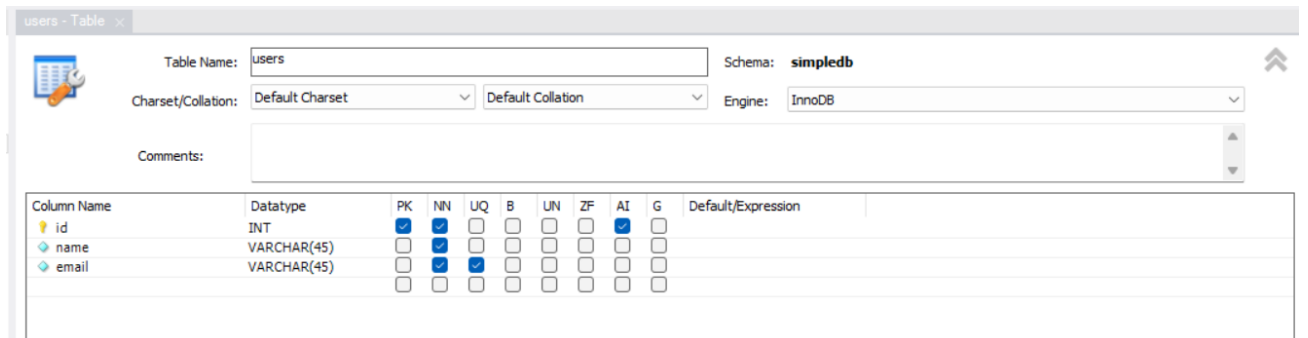 users - Table
Table Name: users Schema: simpledb
Charset/Collation: Default Charset Default Collation Engine: InnoDB
Comments:
Column Name Datatype PK NN UQ B UN ZF AI G Default/Expression
id INT
name VARCHAR(45)
email VARCHAR(45)